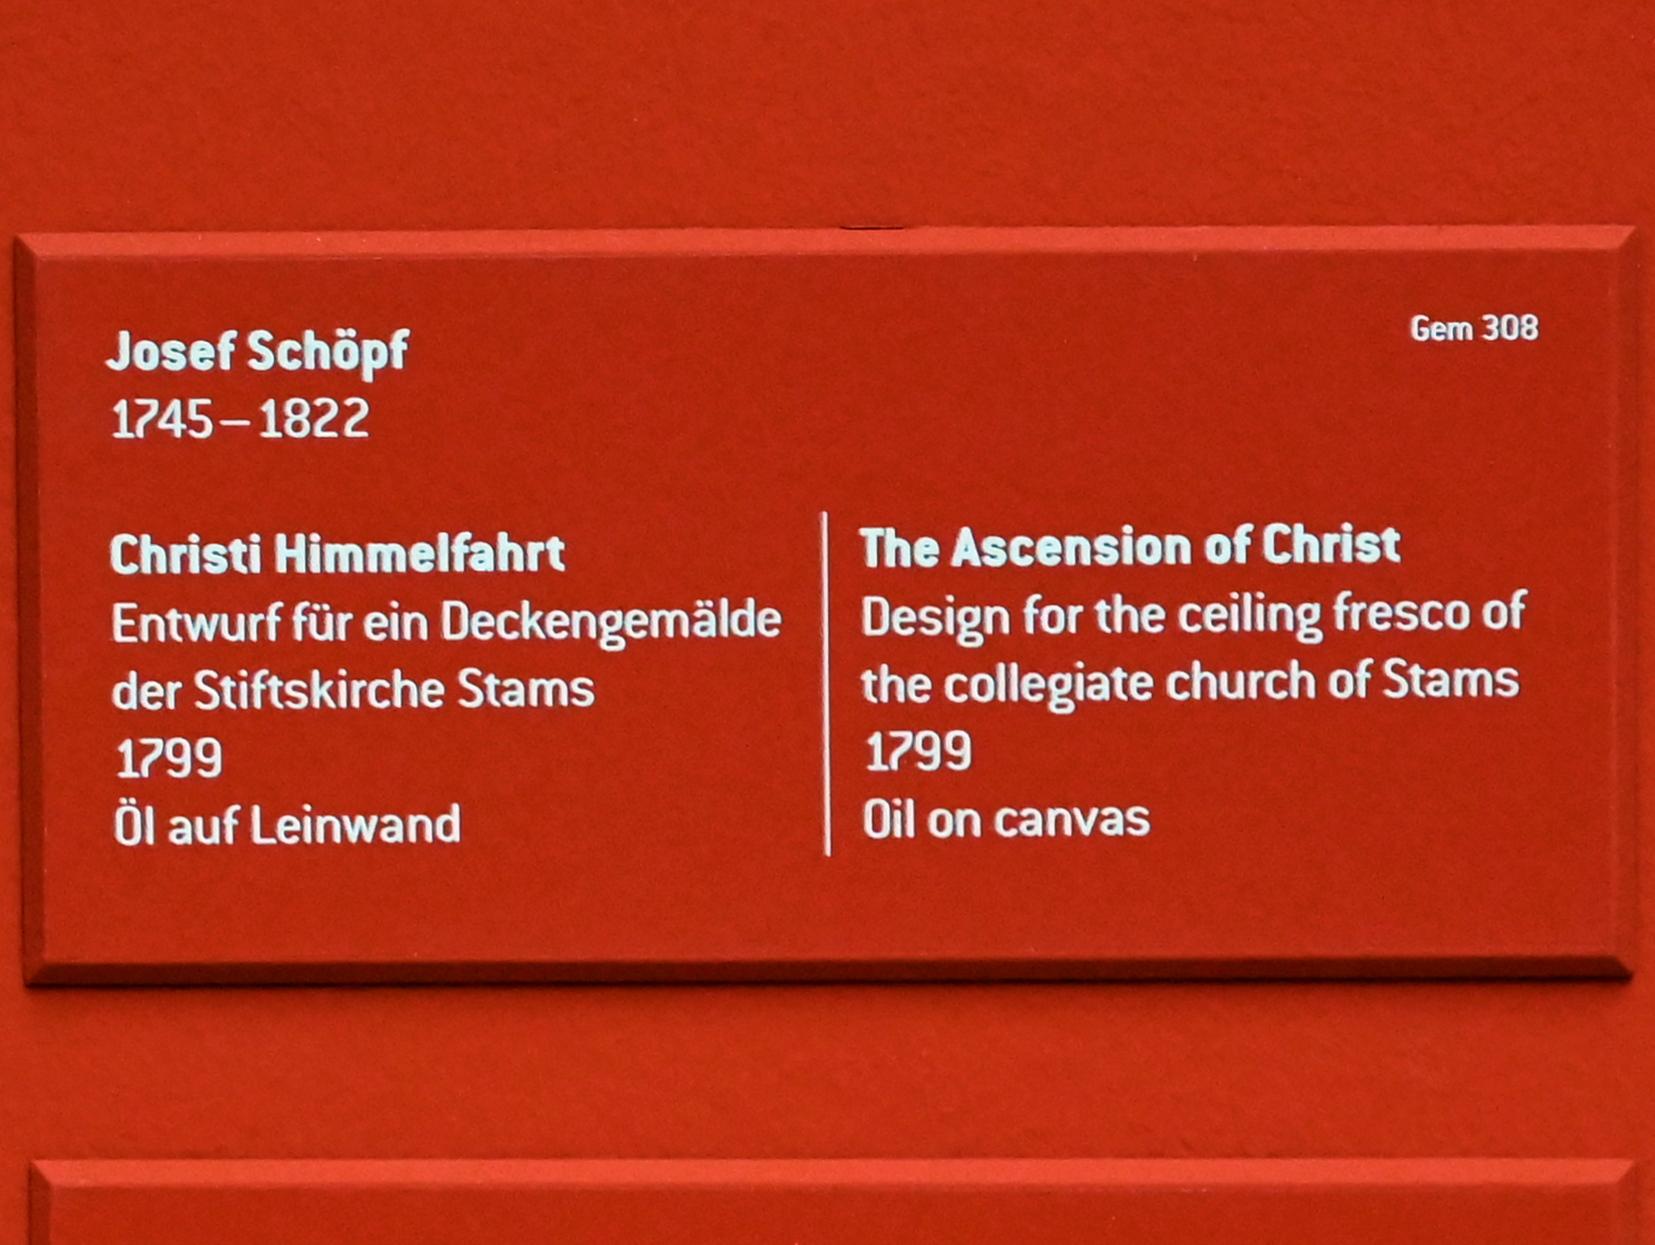 Josef Schöpf
1745–1822
Gem 308
Christi Himmelfahrt
Entwurf für ein Deckengemälde
der Stiftskirche Stams
1799
Öl auf Leinwand
The Ascension of Christ
Design for the ceiling fresco of
the collegiate church of Stams
1799
Oil on canvas